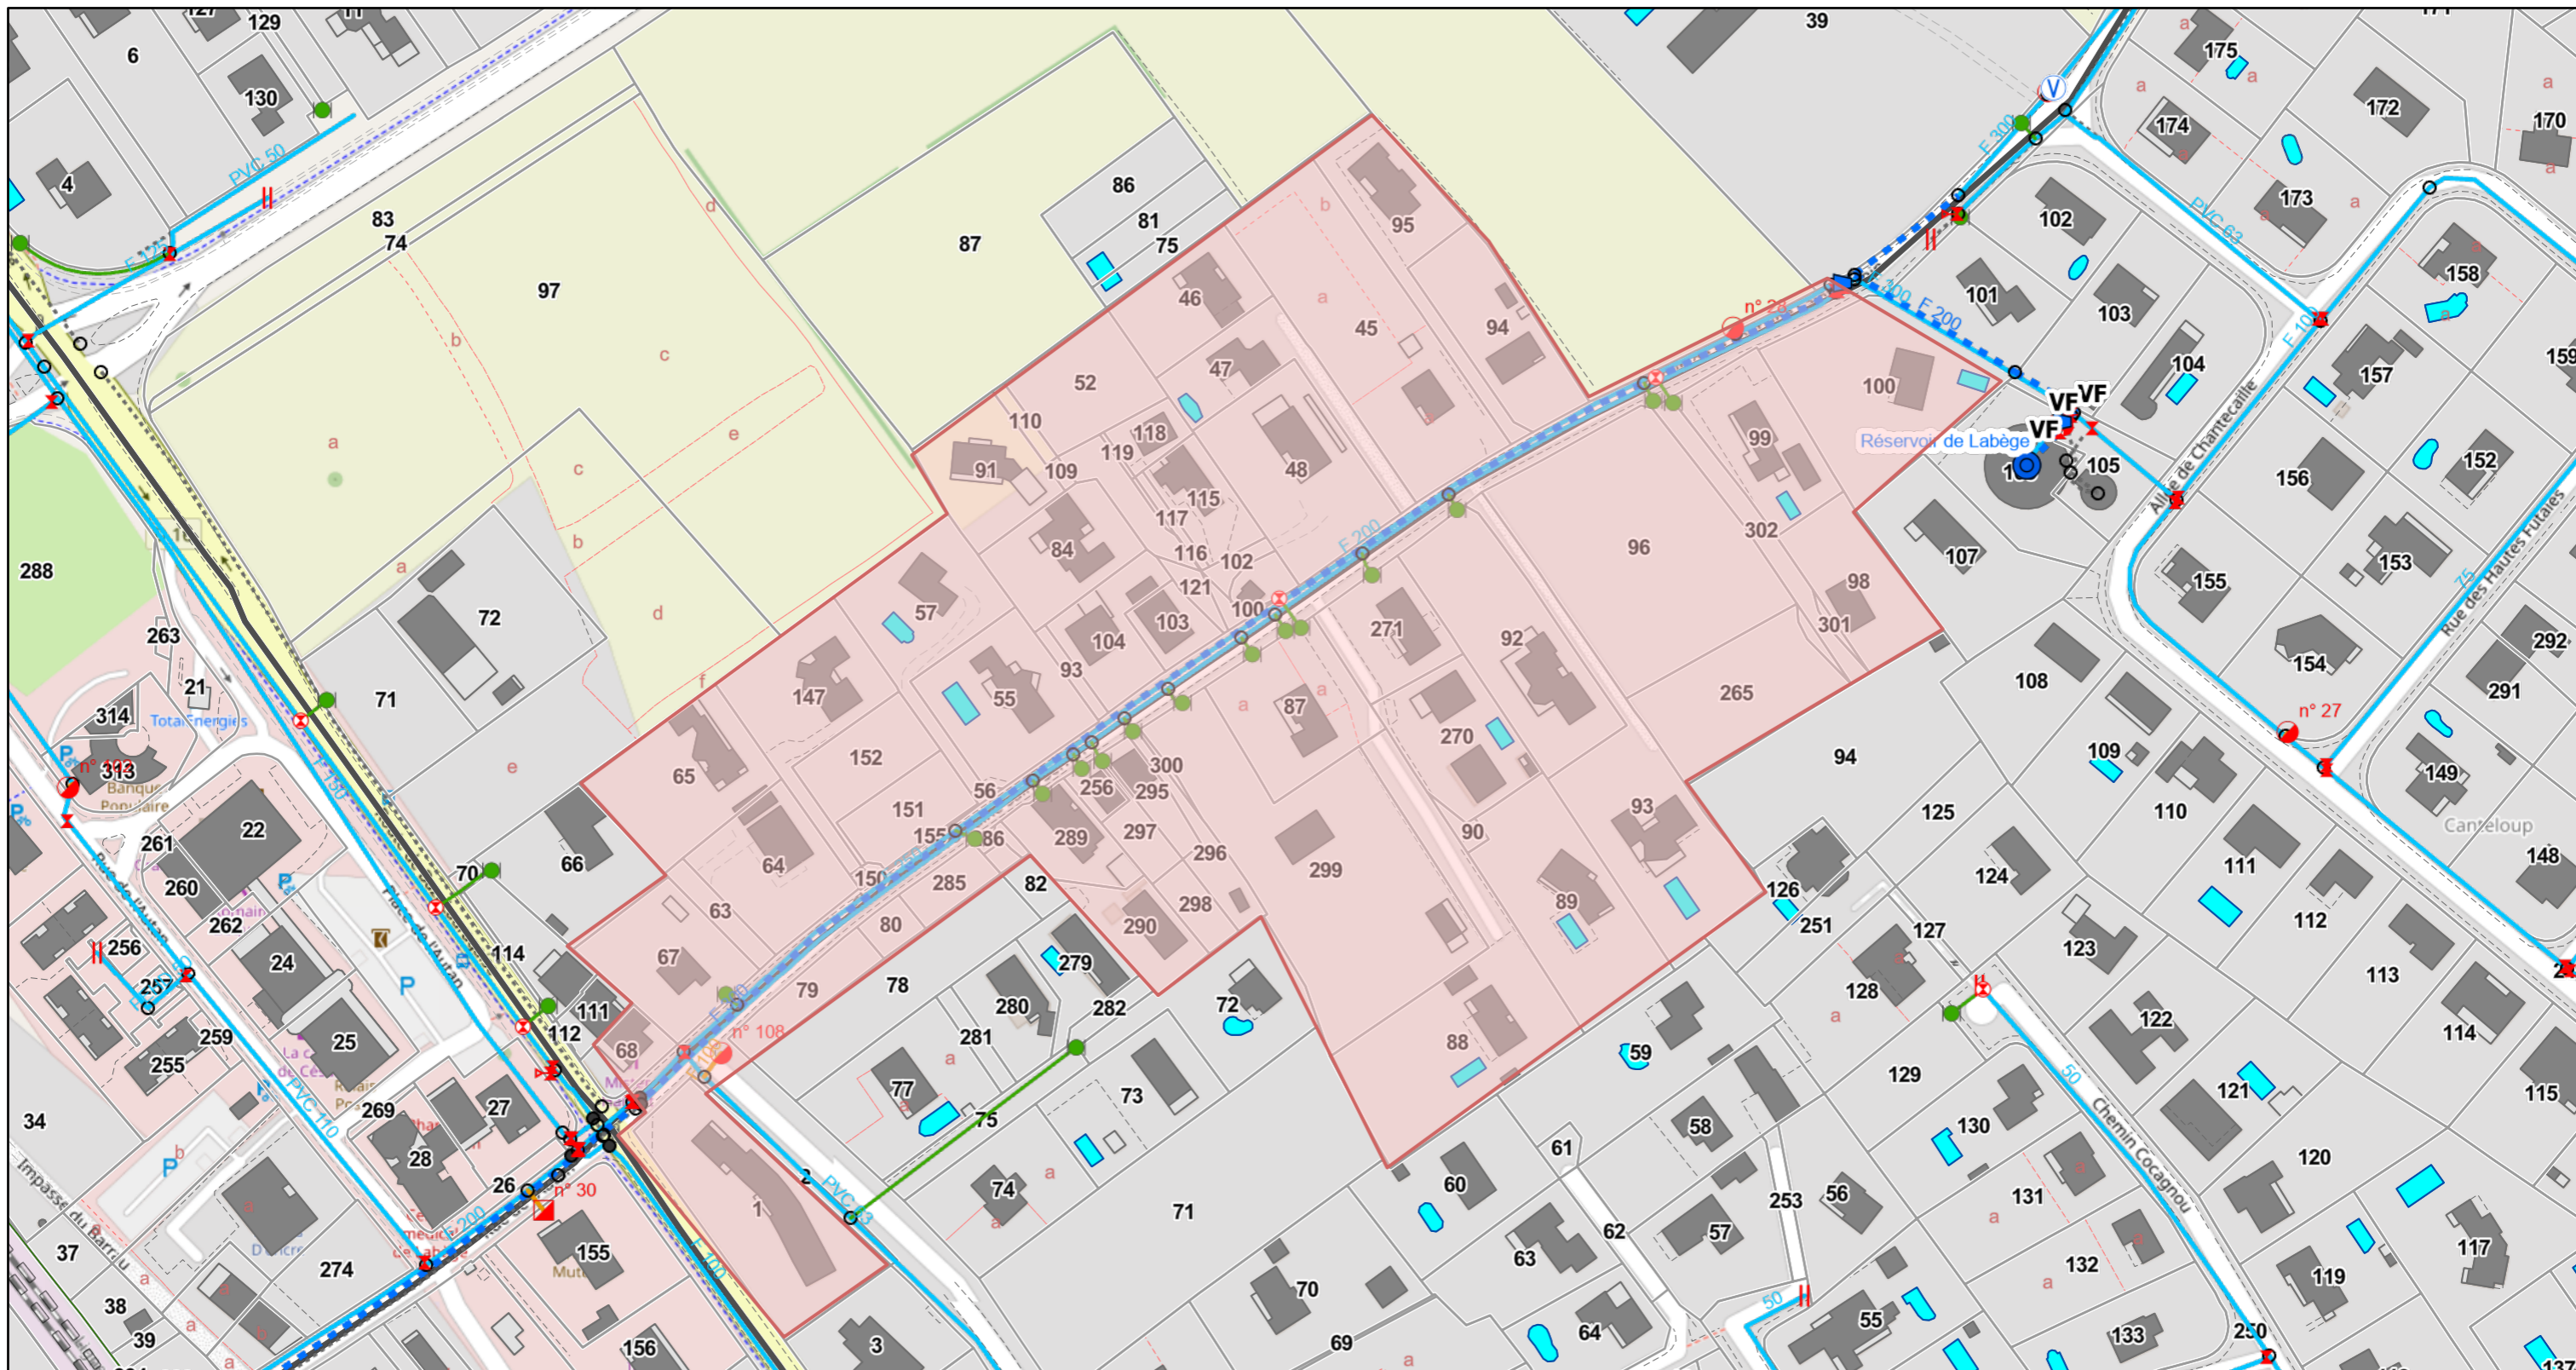 127
129
11
6
130
4
PVC 50
F 125
83
74
97
d
b
c
a
e
c
b
d
a
f
e
87
86
81
75
39
V
F 300
175
a
a
a
174
a
172
a
170
a
173
a
a
PVC 63
102
101
103
104
158
a
157
159
F 100
F 200
VF
VF
VF
Réservoir de Labège
105
107
156
152
155
153
154
292
291
75
Allée de Chantecaille
Rue des Hautes Futaies
n° 27
Canteloup
149
148
108
109
110
111
112
113
114
115
95
b
a
46
45
94
47
52
110
118
119
48
91
109
115
117
84
116
102
121
100
103
104
93
57
55
147
152
151
56
65
64
155
150
63
67
68
F 200
n° 28
100
99
302
96
98
301
265
271
92
a
a
87
270
90
93
89
88
299
300
256
295
297
296
298
289
290
86
285
80
79
78
82
n° 108
1
288
263
21
TotalEnergies
314
313
Banque
Populaire
22
261
260
262
24
25
256
257
259
255
269
27
28
26
n° 30
F 200
155
274
156
34
37
38
39
b
a
a
a
Rue de l'Autan
Place de l'Autan
PVC 110
Impasse du Barru
72
71
66
70
114
111
112
F 100
279
280
281
282
a
77
75
73
74
a
a
71
72
70
69
a
3
94
125
126
251
124
127
128
a
123
129
122
121
120
130
131
a
132
a
133
119
117
250
59
58
60
61
62
63
57
56
253
64
55
50
50
Chemin Cocagnou